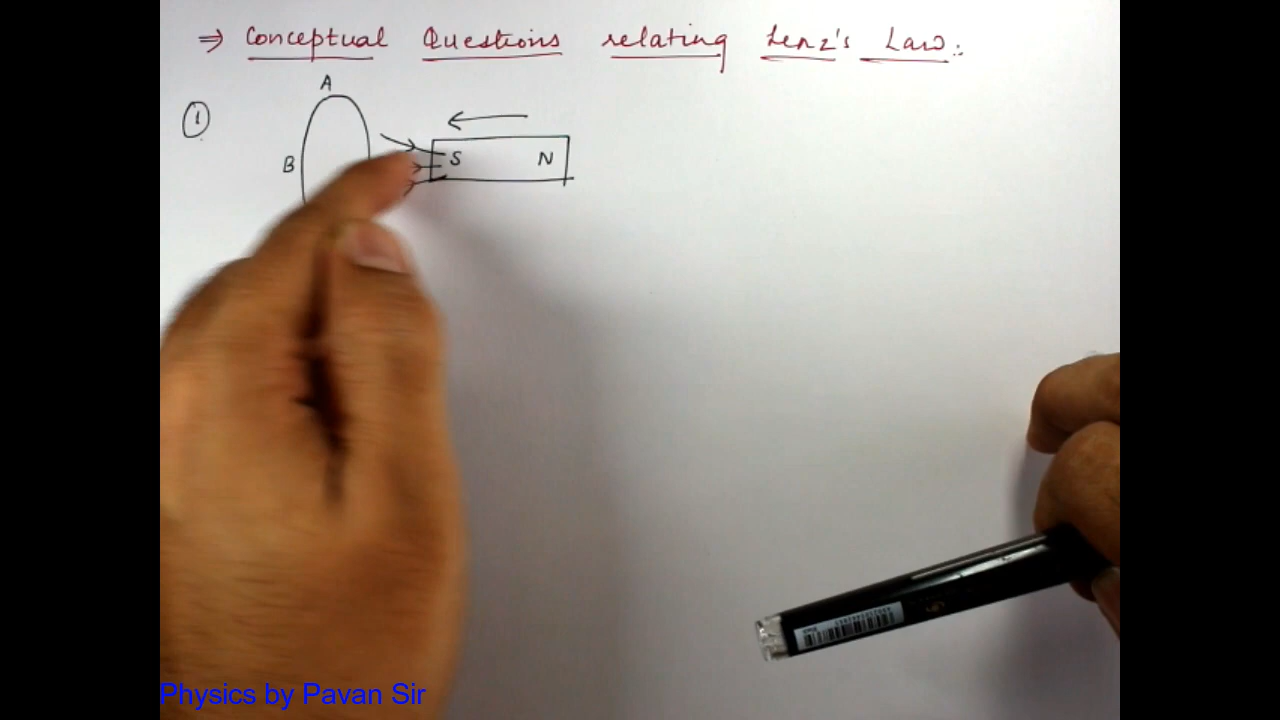 ⇒ Conceptual Questions relating Lenz's Law:
①
A
B
S N
Physics by Pavan Sir